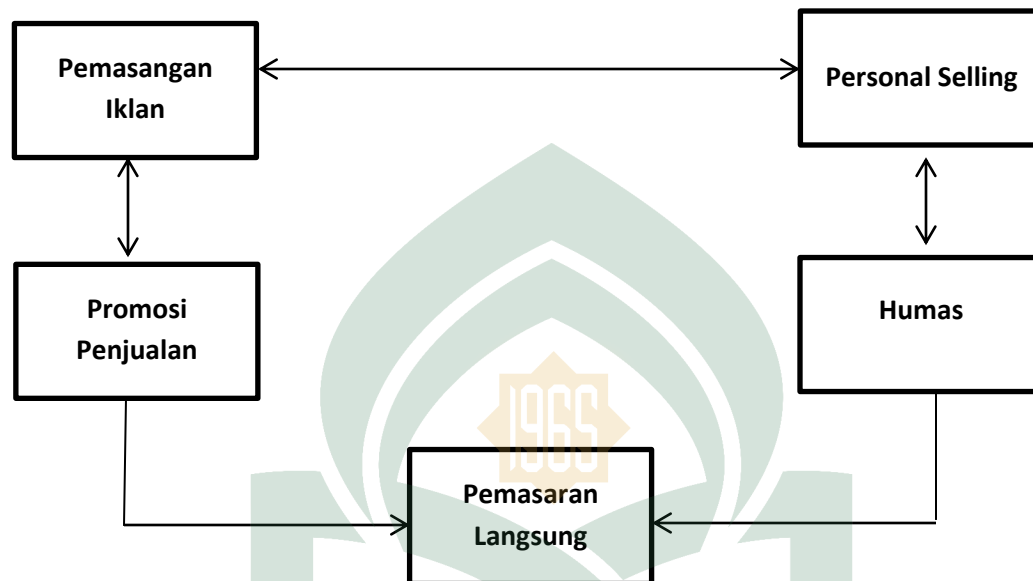 Pemasangan
Iklan
Personal Selling
Promosi
Penjualan
Humas
1965
Pemasaran
Langsung